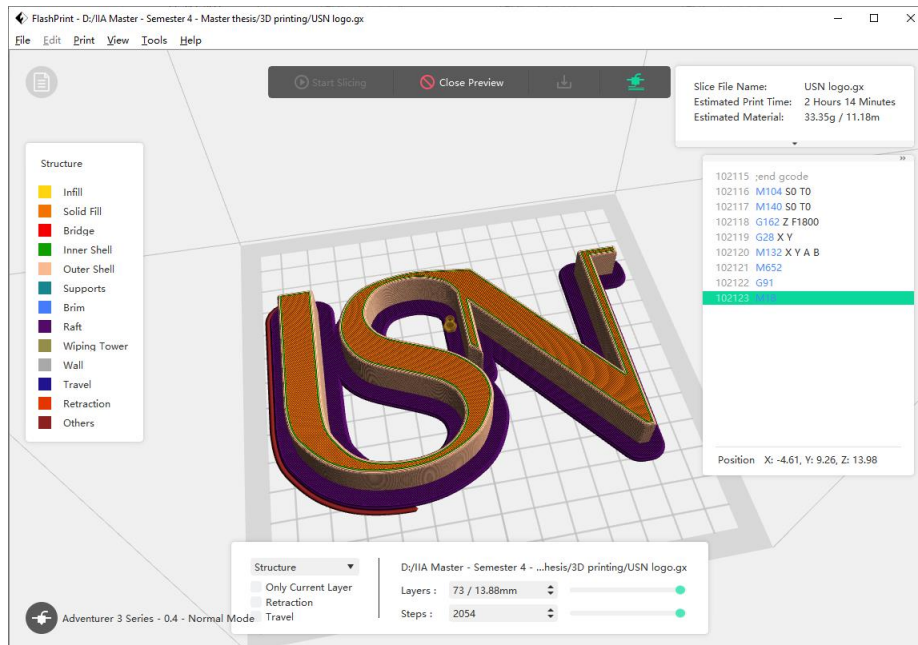 FlashPrint - D:/IIA Master - Semester 4 - Master thesis/3D printing/USN logo.gx
File Edit Print View Tools Help
Start Slicing Close Preview
Slice File Name: USN logo.gx
Estimated Print Time: 2 Hours 14 Minutes
Estimated Material: 33.35g / 11.18m
Structure
Infill
Solid Fill
Bridge
Inner Shell
Outer Shell
Supports
Brim
Raft
Wiping Tower
Wall
Travel
Retraction
Others
102115 ;end gcode
102116 M104 S0 T0
102117 M140 S0 T0
102118 G162 Z F1800
102119 G28 X Y
102120 M132 X Y A B
102121 M652
102122 G91
102123 M18
Position X: -4.61, Y: 9.26, Z: 13.98
Structure
Only Current Layer
Retraction
Travel
D:/IIA Master - Semester 4 - ...hesis/3D printing/USN logo.gx
Layers : 73 / 13.88mm
Steps : 2054
Adventurer 3 Series - 0.4 - Normal Mode
USN